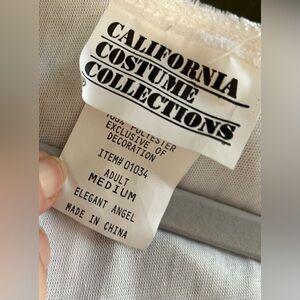 CALIFORNIA
COSTUME
COLLECTIONS
100% POLYESTER
EXCLUSIVE OF
DECORATION
ITEM# 01034
ADULT
MEDIUM
ELEGANT ANGEL
MADE IN CHINA